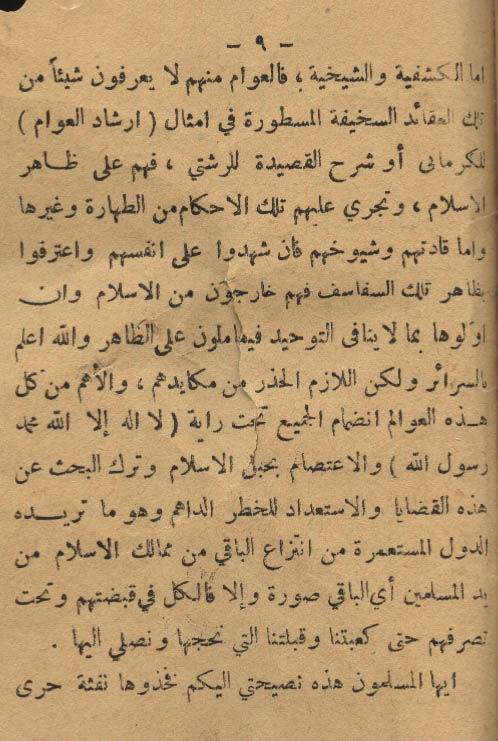 - ٩ -
اما الكشفية والشيخية ، فالعوام منهم لا يعرفون شيئاً من
تلك العقائد السخيفة المسطورة في امثال ( ارشاد العوام )
للكرمانى أو شرح القصيدة للرشتي ، فهم على ظاهر
الاسلام ، وتجري عليهم تلك الاحكام من الطهارة وغيرها
واما قادتهم وشيوخهم فان شهدوا على انفسهم واعترفوا
بظاهر تلك السفاسف فهم خارجون من الاسلام وان
اولوها بما لاينافى التوحيد فيعاملون على الظاهر والله اعلم
بالسرائر ولكن اللازم الحذر من مكايدهم ، والأهم من كل
هذه العوالم انضمام الجميع تحت راية ( لا اله إلا الله محمد
رسول الله ) والاعتصام بحبل الاسلام وترك البحث عن
هذه القضايا والاستعداد للخطر الداهم وهو ما تريده
الدول المستعمرة من انتزاع الباقي من ممالك الاسلام من
يد المسلمين أي الباقي صورة وإلا فالكل في قبضتهم وتحت
تصرفهم حتى كعبتنا وقبلتنا التي نحجها ونصلي اليها .
ايها المسلمون هذه نصيحتي اليكم فخذوها نفثة حرى